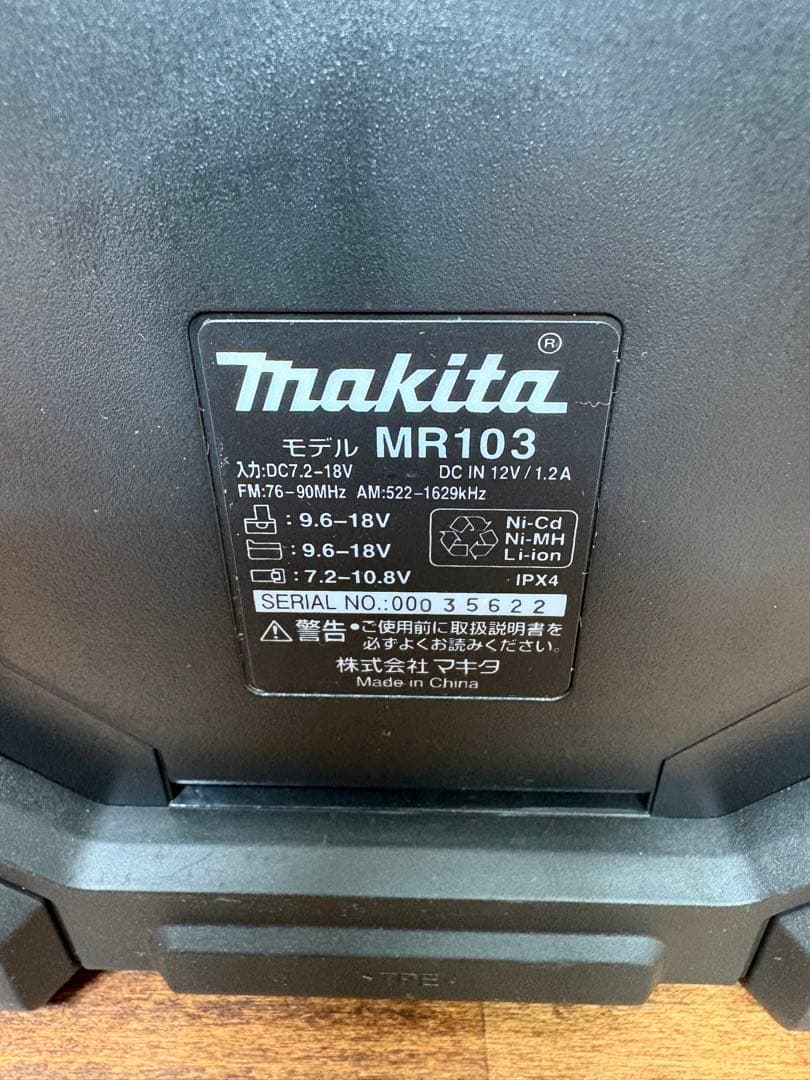 makita®
モデル MR103
入力:DC7.2-18V DC IN 12V/1.2A
FM:76-90MHz AM:522-1629kHz
: 9.6-18V
: 9.6-18V
: 7.2-10.8V
Ni-Cd
Ni-MH
Li-ion
IPX4
SERIAL NO.:00035622
警告 •ご使用前に取扱説明書を
必ずよくお読みください。
株式会社マキタ
Made in China
TPE